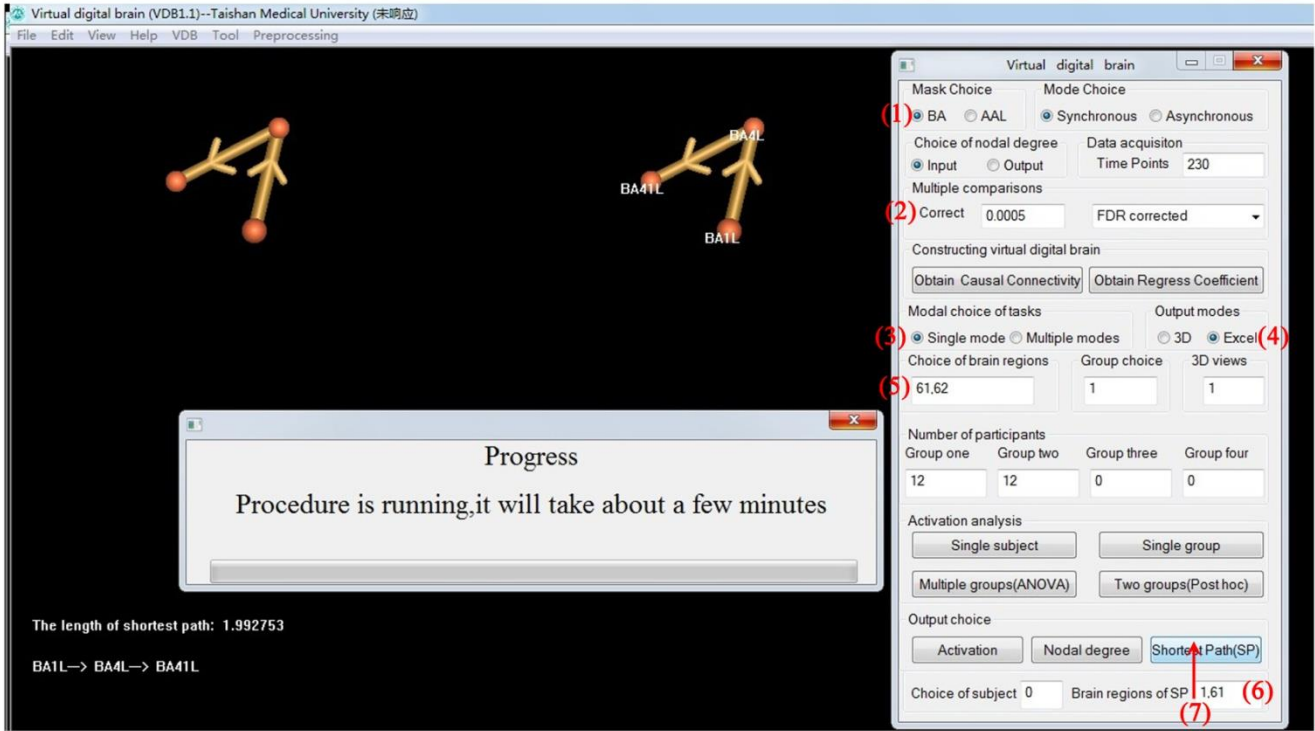 Virtual digital brain (VDB1.1)--Taishan Medical University (未响应)
File Edit View Help VDB Tool Preprocessing
BA4L
BA41L
BA1L
Progress
Procedure is running,it will take about a few minutes
The length of shortest path: 1.992753
BA1L—> BA4L—> BA41L
Virtual digital brain
Mask Choice Mode Choice
(1) BA AAL Synchronous Asynchronous
Choice of nodal degree Data acquisiton
Input Output Time Points 230
Multiple comparisons
(2) Correct 0.0005 FDR corrected
Constructing virtual digital brain
Obtain Causal Connectivity Obtain Regress Coefficient
Modal choice of tasks Output modes
(3) Single mode Multiple modes 3D Excel (4)
Choice of brain regions Group choice 3D views
(5) 61,62 1 1
Number of participants
Group one Group two Group three Group four
12 12 0 0
Activation analysis
Single subject Single group
Multiple groups(ANOVA) Two groups(Post hoc)
Output choice
Activation Nodal degree Shortest Path(SP)
Choice of subject 0 Brain regions of SP 1,61 (6)
(7)